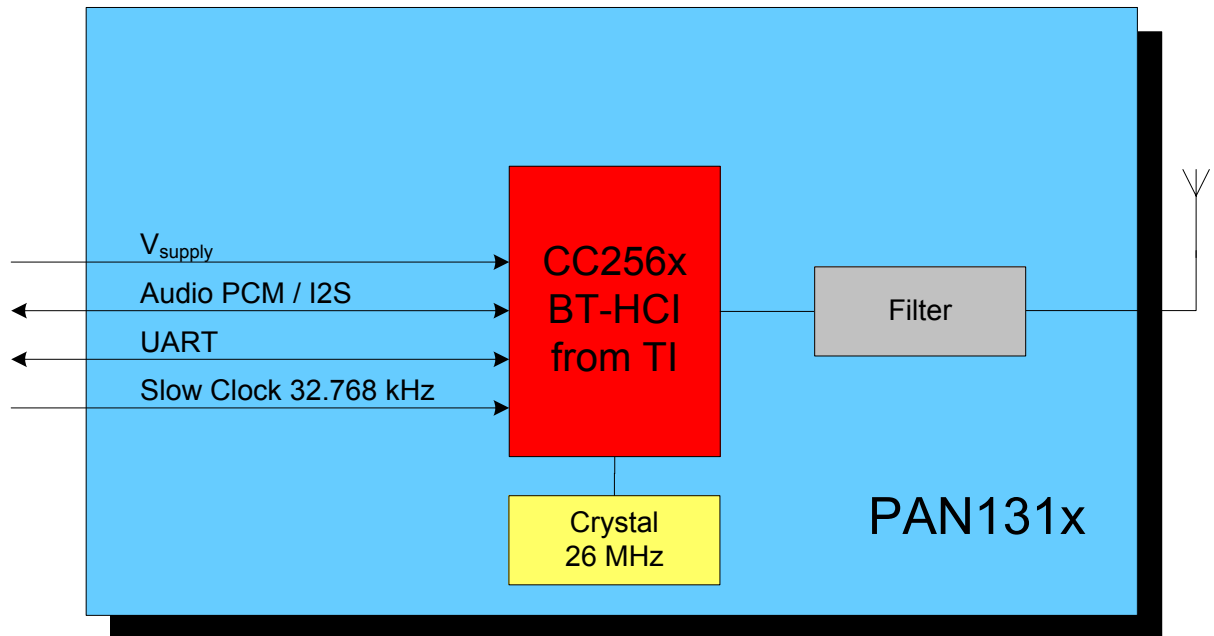 V_supply
Audio PCM / I2S
UART
Slow Clock 32.768 kHz
CC256x
BT-HCI
from TI
Filter
Crystal
26 MHz
PAN131x